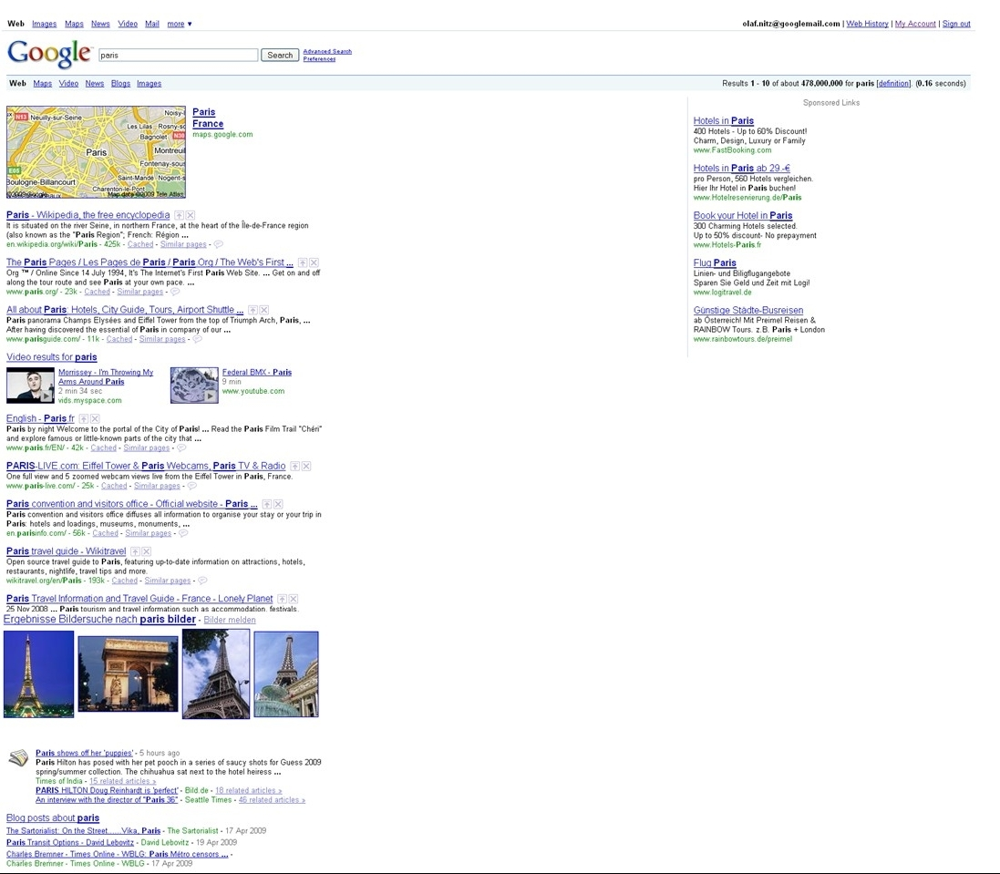 Web Images Maps News Video Mail more ▼
olaf.nitz@googlemail.com | Web History | My Account | Sign out
Google
paris
Search
Advanced Search
Preferences
Web Maps Video News Blogs Images
Results 1 - 10 of about 478,000,000 for paris [definition]. (0.16 seconds)
N13
Neuilly-sur-Seine
Noisy-l
Les Lilas
Rosny-so
Bagnolet
N30
Paris
Montreuil
E05
Fontenay-sous
Saint-Mandé
Nogent-s
Boulogne-Billancourt
Charenton-le-Pont
Map data ©2009 Tele Atlas
Paris
France
maps.google.com
Paris - Wikipedia, the free encyclopedia
It is situated on the river Seine, in northern France, at the heart of the Île-de-France region
(also known as the "Paris Region"; French: Région ...
en.wikipedia.org/wiki/Paris - 425k - Cached - Similar pages -
The Paris Pages / Les Pages de Paris / Paris.Org / The Web's First ...
Org ™ / Online Since 14 July 1994, It's The Internet's First Paris Web Site. ... Get on and off
along the tour route and see Paris at your own pace. ...
www.paris.org/ - 23k - Cached - Similar pages -
All about Paris: Hotels, City Guide, Tours, Airport Shuttle ...
Paris panorama Champs Elysées and Eiffel Tower from the top of Triumph Arch, Paris, ...
After having discovered the essential of Paris in company of our ...
www.parisguide.com/ - 11k - Cached - Similar pages -
Video results for paris
Morrissey - I'm Throwing My
Arms Around Paris
2 min 34 sec
vids.myspace.com
Federal BMX - Paris
9 min
www.youtube.com
English - Paris.fr
Paris by night Welcome to the portal of the City of Paris! ... Read the Paris Film Trail "Chéri"
and explore famous or little-known parts of the city that ...
www.paris.fr/EN/ - 42k - Cached - Similar pages -
PARIS-LIVE.com: Eiffel Tower & Paris Webcams, Paris TV & Radio
One full view and 5 zoomed webcam views live from the Eiffel Tower in Paris, France.
www.paris-live.com/ - 25k - Cached - Similar pages -
Paris convention and visitors office - Official website - Paris ...
Paris convention and visitors office diffuses all information to organise your stay or your trip in
Paris: hotels and loadings, museums, monuments, ...
en.parisinfo.com/ - 56k - Cached - Similar pages -
Paris travel guide - Wikitravel
Open source travel guide to Paris, featuring up-to-date information on attractions, hotels,
restaurants, nightlife, travel tips and more.
wikitravel.org/en/Paris - 193k - Cached - Similar pages -
Paris Travel Information and Travel Guide - France - Lonely Planet
25 Nov 2008 ... Paris tourism and travel information such as accommodation, festivals,
Ergebnisse Bildersuche nach paris bilder - Bilder melden
Paris shows off her 'puppies' - 5 hours ago
Paris Hilton has posed with her pet pooch in a series of saucy shots for Guess 2009
spring/summer collection. The chihuahua sat next to the hotel heiress ...
Times of India - 15 related articles »
PARIS HILTON Doug Reinhardt is 'perfect' - Bild.de - 18 related articles »
An interview with the director of "Paris 36" - Seattle Times - 46 related articles »
Blog posts about paris
The Sartorialist: On the Street......Vika, Paris - The Sartorialist - 17 Apr 2009
Paris Transit Options - David Lebovitz - David Lebovitz - 19 Apr 2009
Charles Bremner - Times Online - WBLG: Paris Métro censors ... -
Charles Bremner - Times Online - WBLG - 17 Apr 2009
Sponsored Links
Hotels in Paris
400 Hotels - Up to 60% Discount!
Charm, Design, Luxury or Family
www.FastBooking.com
Hotels in Paris ab 29 -€
pro Person, 560 Hotels vergleichen.
Hier Ihr Hotel in Paris buchen!
www.Hotelreservierung.de/Paris
Book your Hotel in Paris
300 Charming Hotels selected.
Up to 50% discount- No prepayment
www.Hotels-Paris.fr
Flug Paris
Linien- und Biligflugangebote
Sparen Sie Geld und Zeit mit Logi!
www.logitravel.de
Günstige Städte-Busreisen
ab Österreich! Mit Preimel Reisen &
RAINBOW Tours. z.B. Paris + London
www.rainbowtours.de/preimel